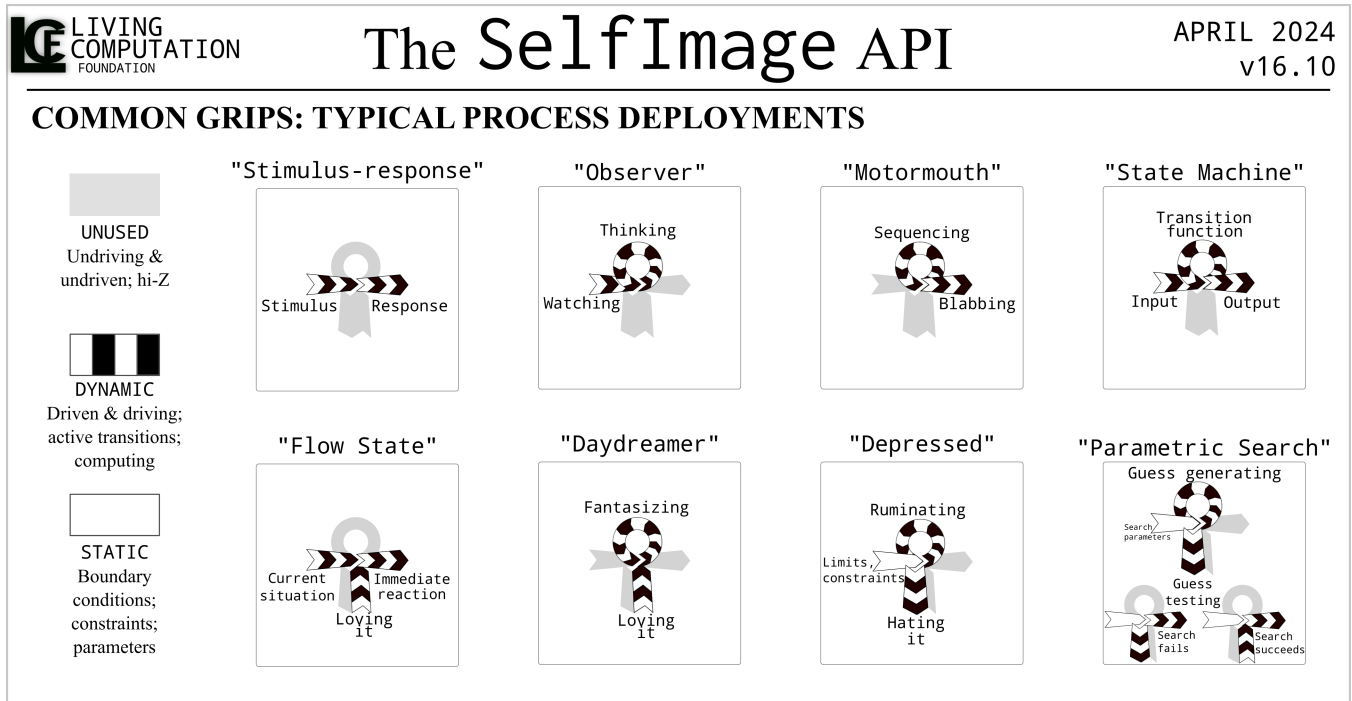 LCF
LIVING
COMPUTATION
FOUNDATION
The SelfImage API
APRIL 2024
v16.10
COMMON GRIPS: TYPICAL PROCESS DEPLOYMENTS
UNUSED
Undriving &
undriven; hi-Z
DYNAMIC
Driven & driving;
active transitions;
computing
STATIC
Boundary
conditions;
constraints;
parameters
"Stimulus-response"
Stimulus
Response
"Observer"
Thinking
Watching
"Motormouth"
Sequencing
Blabbing
"State Machine"
Transition
function
Input
Output
"Flow State"
Current
situation
Immediate
reaction
Loving
it
"Daydreamer"
Fantasizing
Loving
it
"Depressed"
Ruminating
Limits,
constraints
Hating
it
"Parametric Search"
Guess generating
Search
parameters
Guess
testing
Search
fails
Search
succeeds